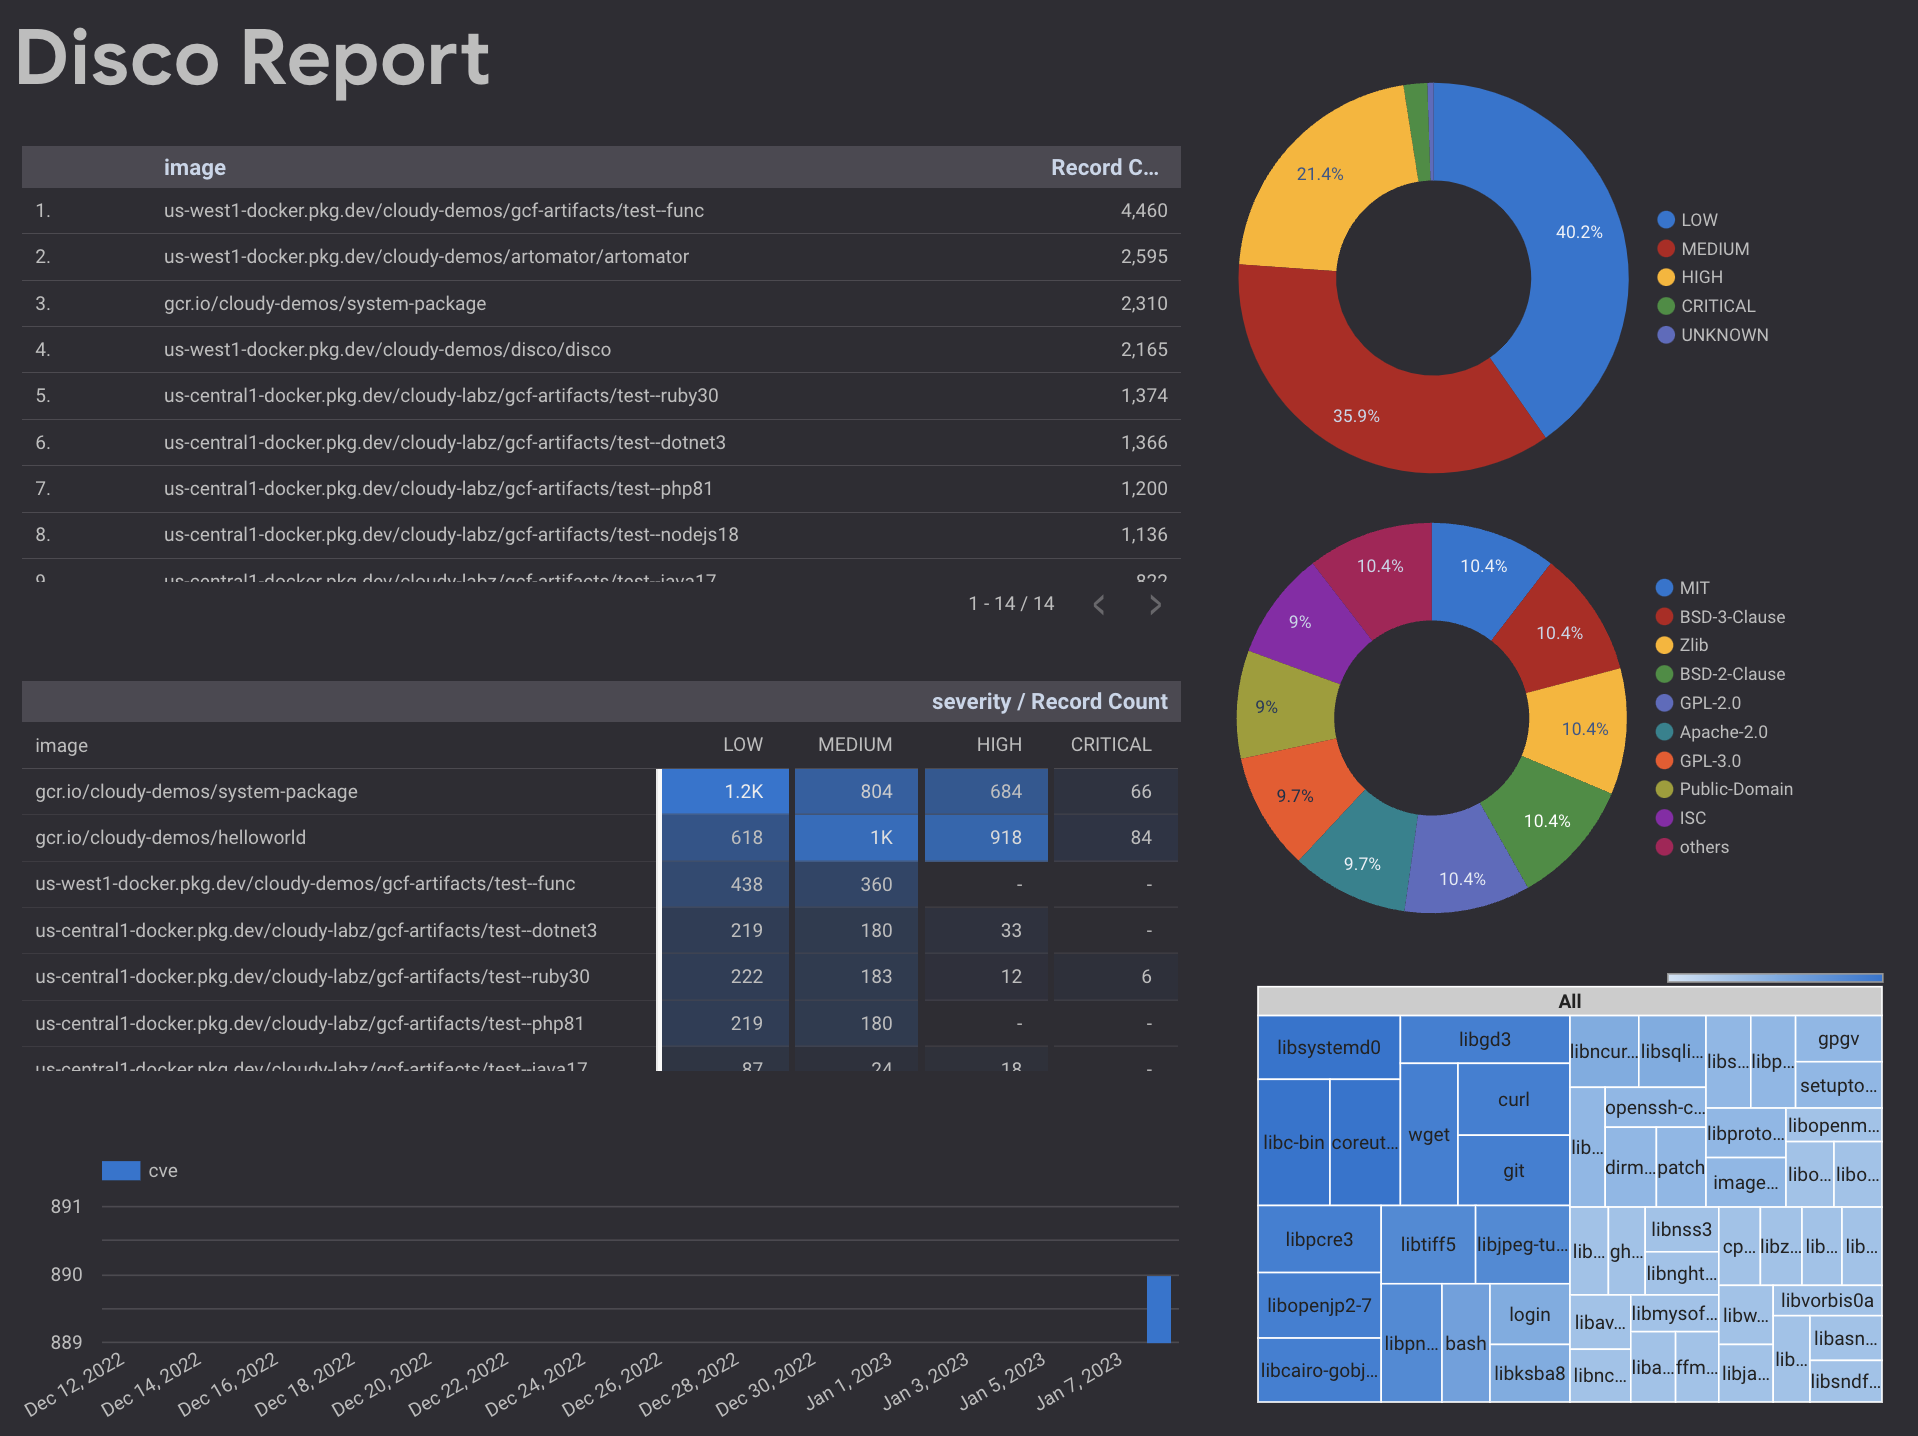 Disco Report
image Record C...
1. us-west1-docker.pkg.dev/cloudy-demos/gcf-artifacts/test--func 4,460
2. us-west1-docker.pkg.dev/cloudy-demos/artomator/artomator 2,595
3. gcr.io/cloudy-demos/system-package 2,310
4. us-west1-docker.pkg.dev/cloudy-demos/disco/disco 2,165
5. us-central1-docker.pkg.dev/cloudy-labz/gcf-artifacts/test--ruby30 1,374
6. us-central1-docker.pkg.dev/cloudy-labz/gcf-artifacts/test--dotnet3 1,366
7. us-central1-docker.pkg.dev/cloudy-labz/gcf-artifacts/test--php81 1,200
8. us-central1-docker.pkg.dev/cloudy-labz/gcf-artifacts/test--nodejs18 1,136
9. us-central1-docker.pkg.dev/cloudy-labz/gcf-artifacts/test--java17 822
1 - 14 / 14
severity / Record Count
image LOW MEDIUM HIGH CRITICAL
gcr.io/cloudy-demos/system-package 1.2K 804 684 66
gcr.io/cloudy-demos/helloworld 618 1K 918 84
us-west1-docker.pkg.dev/cloudy-demos/gcf-artifacts/test--func 438 360 - -
us-central1-docker.pkg.dev/cloudy-labz/gcf-artifacts/test--dotnet3 219 180 33 -
us-central1-docker.pkg.dev/cloudy-labz/gcf-artifacts/test--ruby30 222 183 12 6
us-central1-docker.pkg.dev/cloudy-labz/gcf-artifacts/test--php81 219 180 - -
us-central1-docker.pkg.dev/cloudy-labz/gcf-artifacts/test--java17 87 24 18 -
cve
891
890
889
Dec 12, 2022
Dec 14, 2022
Dec 16, 2022
Dec 18, 2022
Dec 20, 2022
Dec 22, 2022
Dec 24, 2022
Dec 26, 2022
Dec 28, 2022
Dec 30, 2022
Jan 1, 2023
Jan 3, 2023
Jan 5, 2023
Jan 7, 2023
21.4%
40.2%
35.9%
LOW
MEDIUM
HIGH
CRITICAL
UNKNOWN
10.4%
10.4%
10.4%
10.4%
10.4%
9.7%
9.7%
9%
9%
10.4%
MIT
BSD-3-Clause
Zlib
BSD-2-Clause
GPL-2.0
Apache-2.0
GPL-3.0
Public-Domain
ISC
others
All
libsystemd0
libc-bin
coreut...
libgd3
wget
curl
git
libpcre3
libopenjp2-7
libcairo-gobj...
libtiff5
libjpeg-tu...
libpn...
bash
login
libksba8
libncur...
libsqli...
libs...
libp...
gpgv
setupto...
lib...
openssh-c...
dirm...
patch
libproto...
image...
libopenm...
libo...
libo...
lib...
gh...
libnss3
libnght...
cp...
libz...
lib...
lib...
libav...
libnc...
libmysof...
liba...
ffm...
libw...
libja...
libvorbis0a
lib...
libasn...
libsndf...